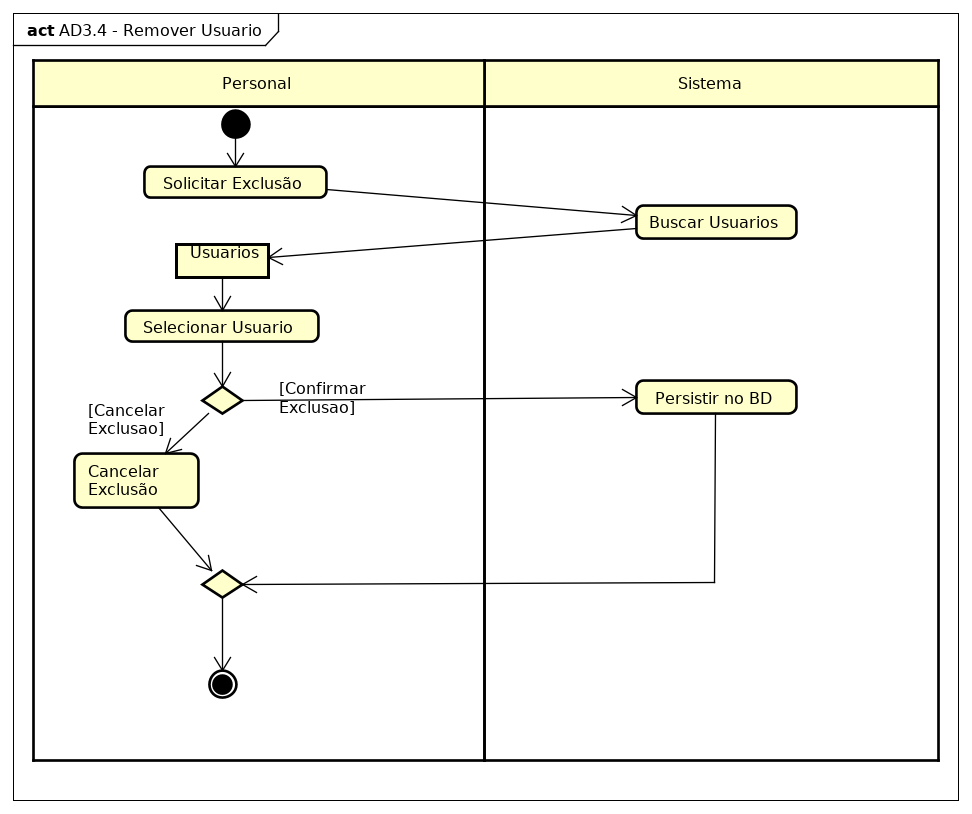 act AD3.4 - Remover Usuario
Personal
Sistema
Solicitar Exclusão
Buscar Usuarios
Usuarios
Selecionar Usuario
[Confirmar
Exclusao]
Persistir no BD
[Cancelar
Exclusao]
Cancelar
Exclusão